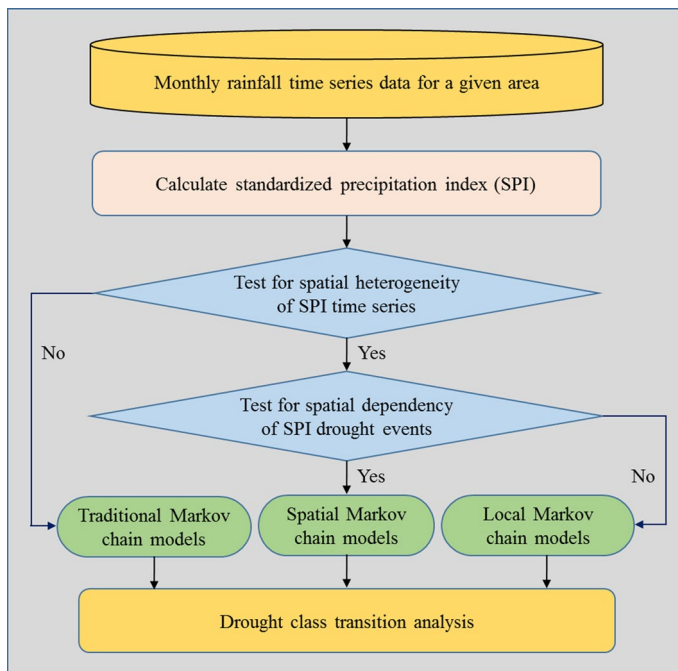 Monthly rainfall time series data for a given area
Calculate standardized precipitation index (SPI)
Test for spatial heterogeneity
of SPI time series
No
Yes
Test for spatial dependency
of SPI drought events
Yes
No
Traditional Markov
chain models
Spatial Markov
chain models
Local Markov
chain models
Drought class transition analysis